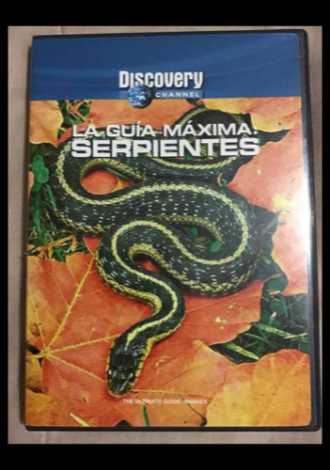 Discovery
CHANNEL
LA GUÍA MÁXIMA:
SERPIENTES
THE ULTIMATE GUIDE: SNAKES